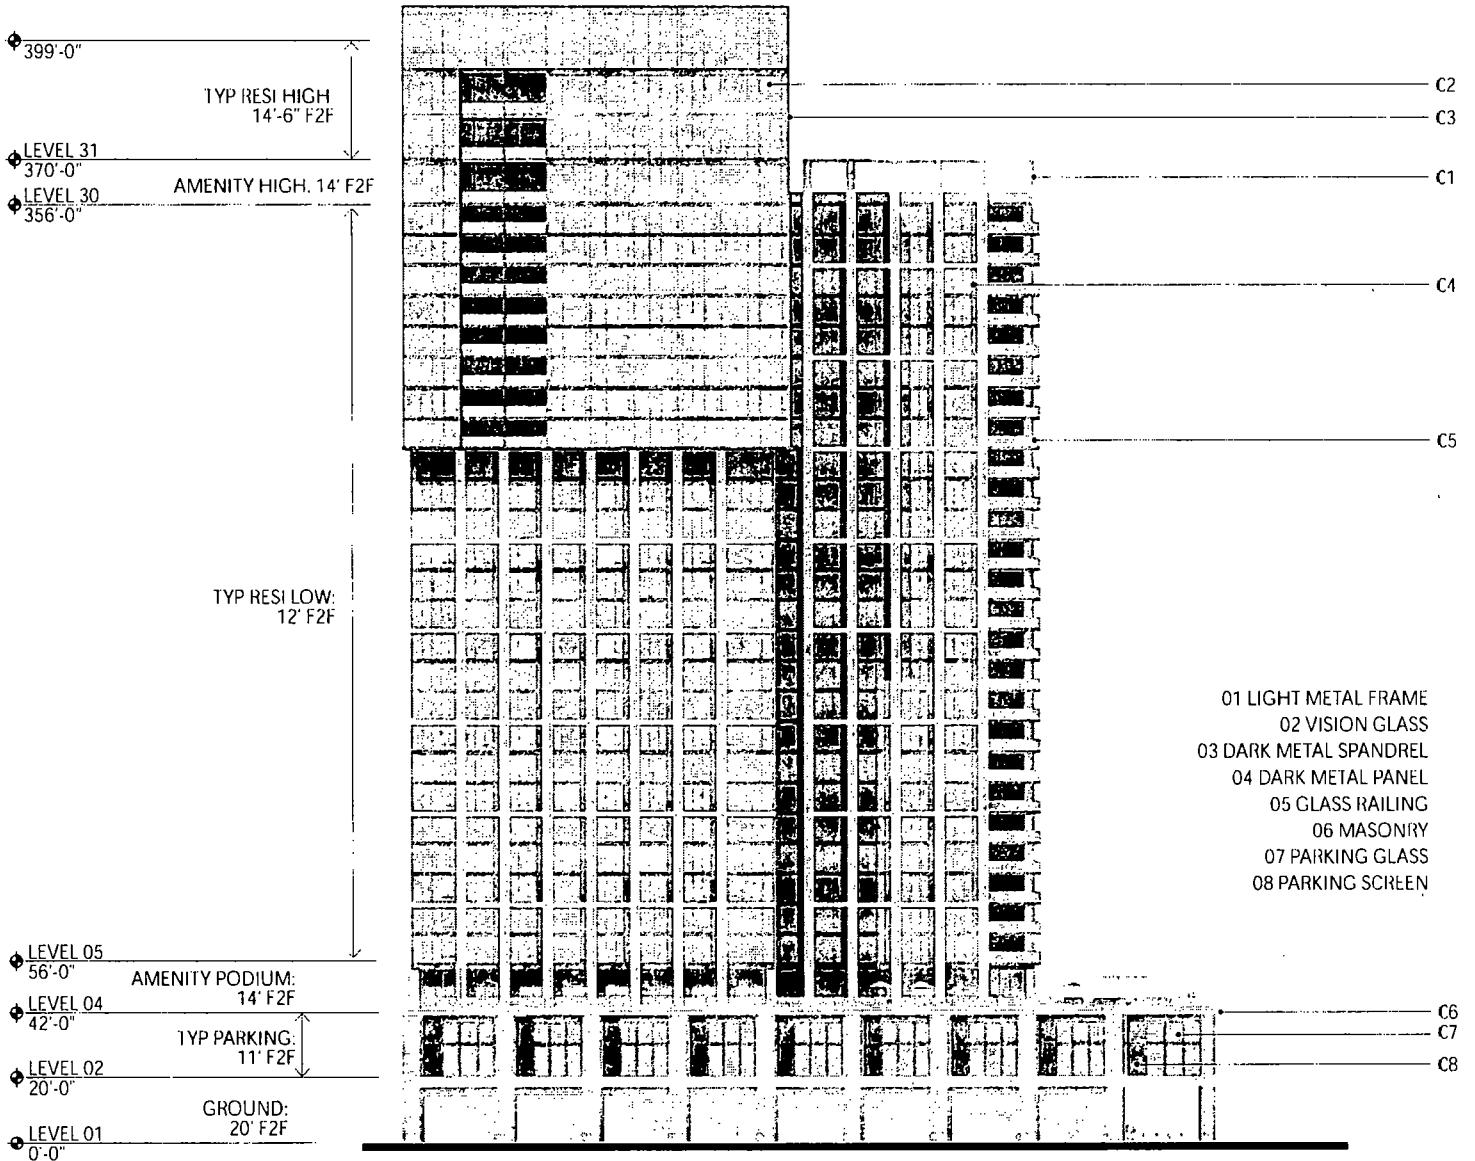 399'-0"
TYP RESI HIGH
14'-6" F2F
LEVEL 31
370'-0"
AMENITY HIGH. 14' F2F
LEVEL 30
356'-0"
TYP RESI LOW:
12' F2F
LEVEL 05
56'-0"
AMENITY PODIUM:
14' F2F
LEVEL 04
42'-0"
TYP PARKING:
11' F2F
LEVEL 02
20'-0"
GROUND:
20' F2F
LEVEL 01
0'-0"
C2
C3
C1
C4
C5
01 LIGHT METAL FRAME
02 VISION GLASS
03 DARK METAL SPANDREL
04 DARK METAL PANEL
05 GLASS RAILING
06 MASONRY
07 PARKING GLASS
08 PARKING SCREEN
C6
C7
C8